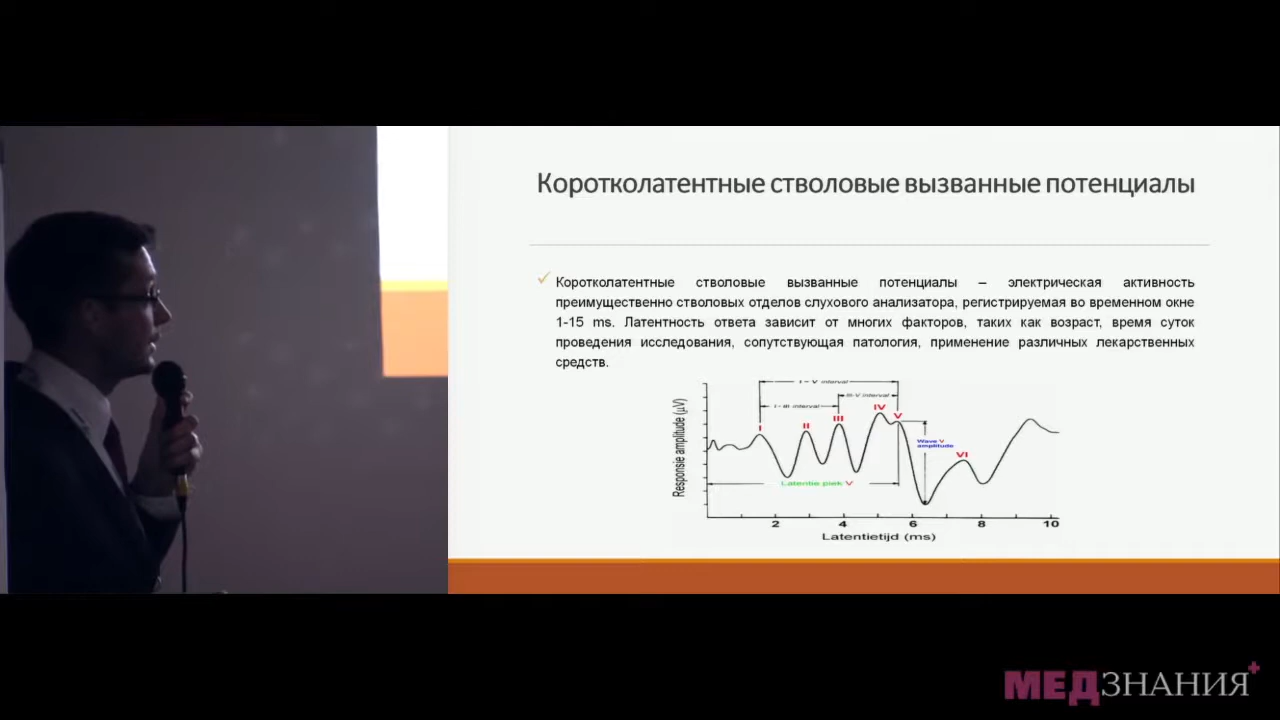 Коротколатентные стволовые вызванные потенциалы
✓ Коротколатентные стволовые вызванные потенциалы – электрическая активность
преимущественно стволовых отделов слухового анализатора, регистрируемая во временном окне
1-15 ms. Латентность ответа зависит от многих факторов, таких как возраст, время суток
проведения исследования, сопутствующая патология, применение различных лекарственных
средств.
I – V interval
I – III interval
III-V interval
I
II
III
IV
V
VI
Wave V
amplitude
Latentie piek V
Responsie amplitude (μV)
2 4 6 8 10
Latentietijd (ms)
МЕДЗНАНИЯ+